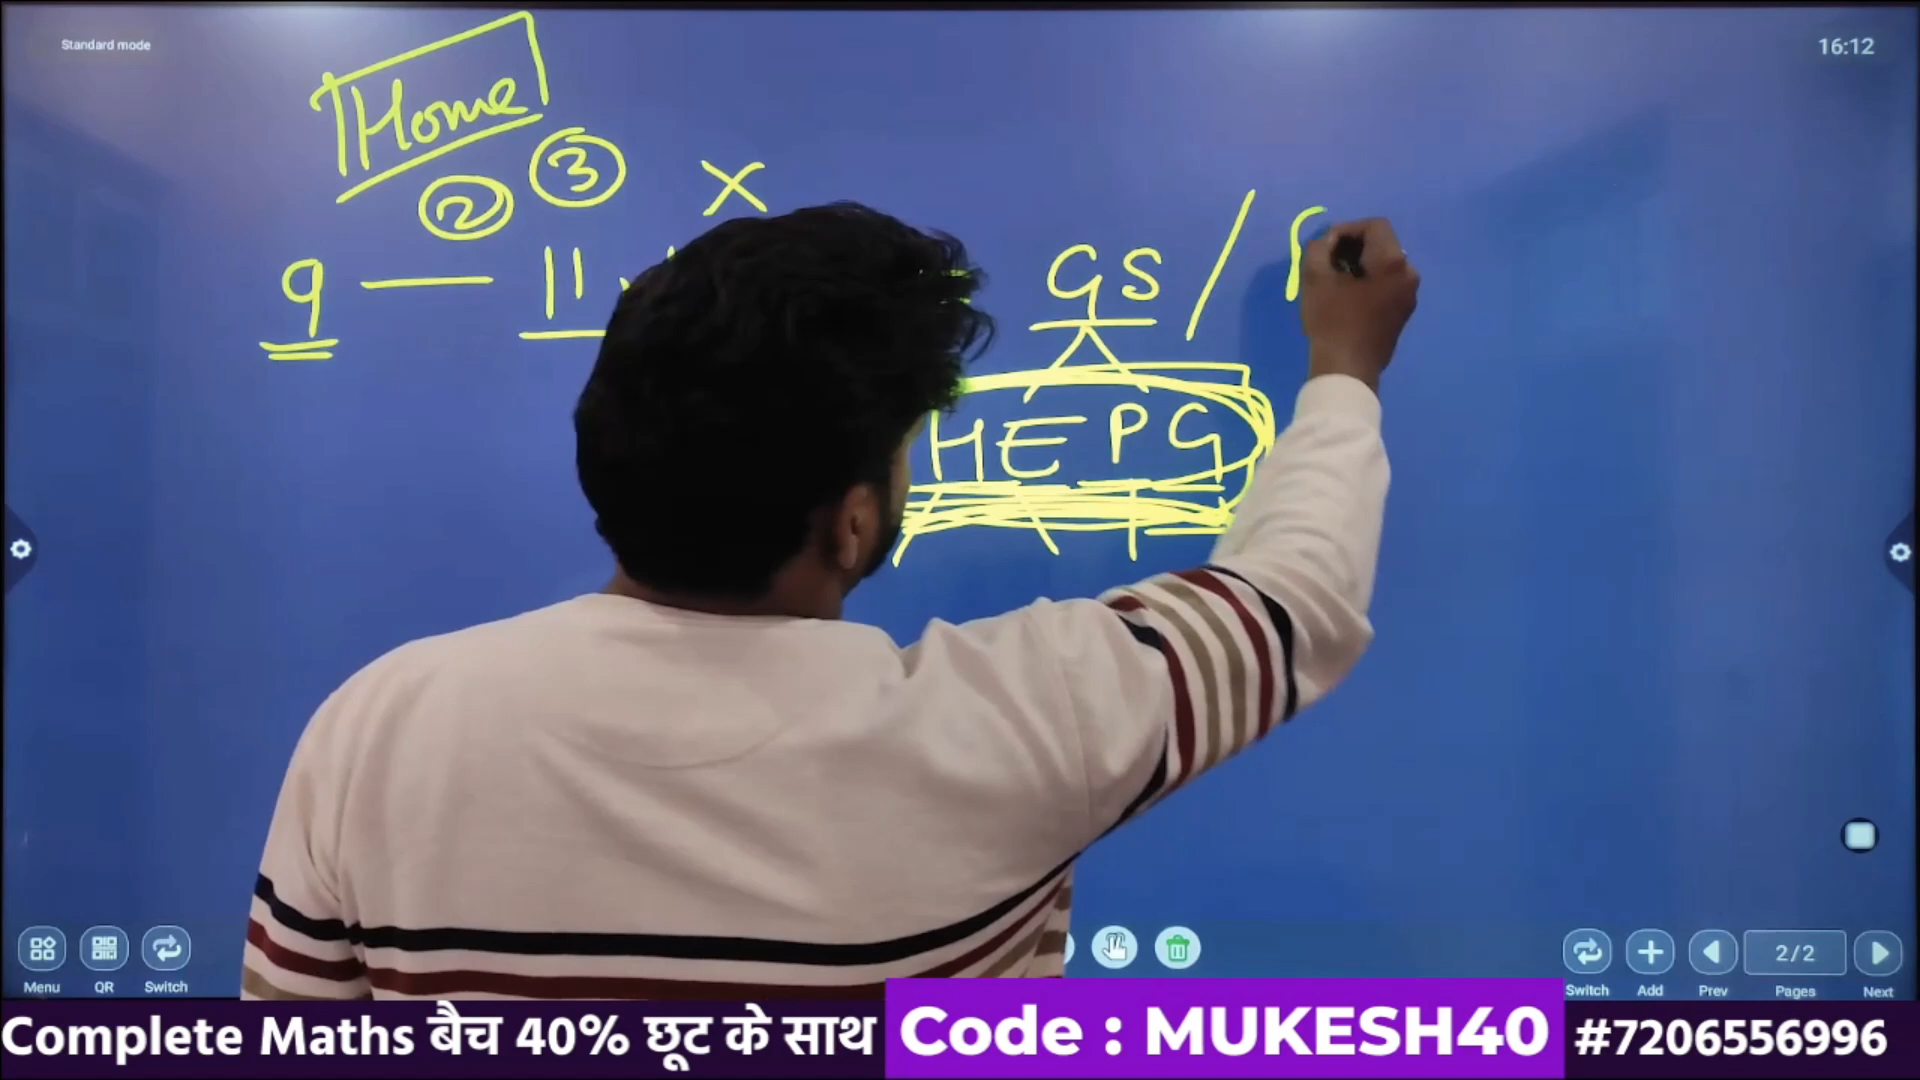 Standard mode
16:12
Home
2 3 X
9 — 11
GS /
HEPG
Menu QR Switch
Switch Add Prev 2/2 Pages Next
Complete Maths बैच 40% छूट के साथ Code : MUKESH40 #7206556996